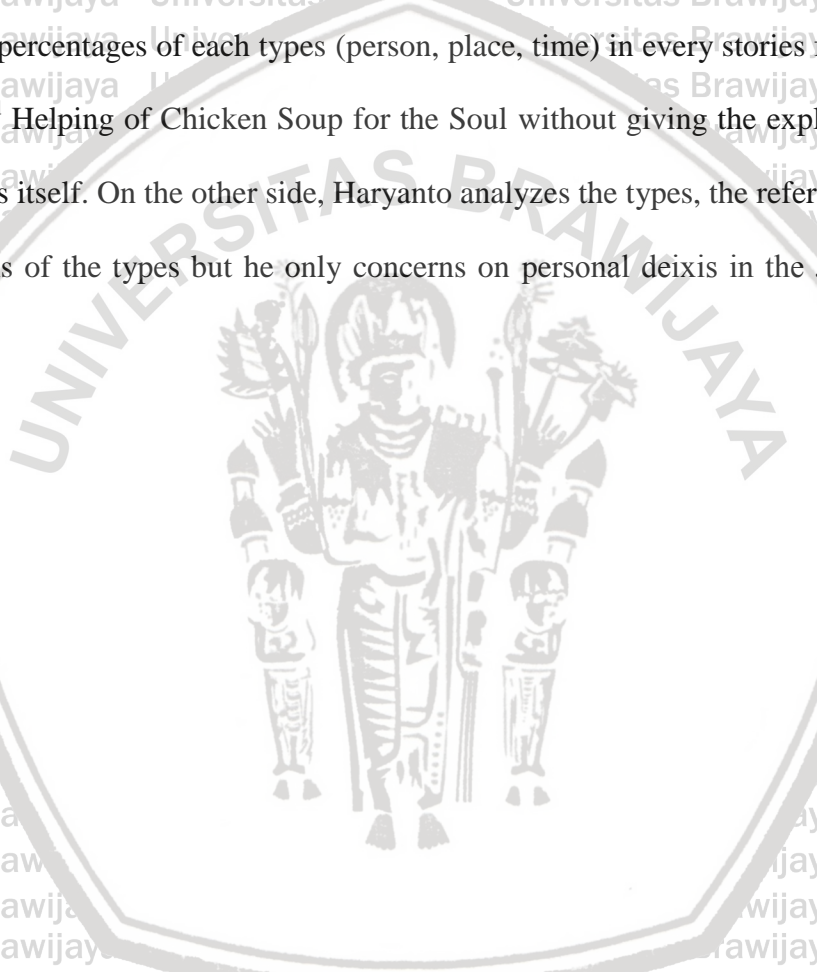 percentages of each types (person, place, time) in every stories
Helping of Chicken Soup for the Soul without giving the
itself. On the other side, Haryanto analyzes the types, the
of the types but he only concerns on personal deixis in the
UNIVERSITAS BRAWIJAYA